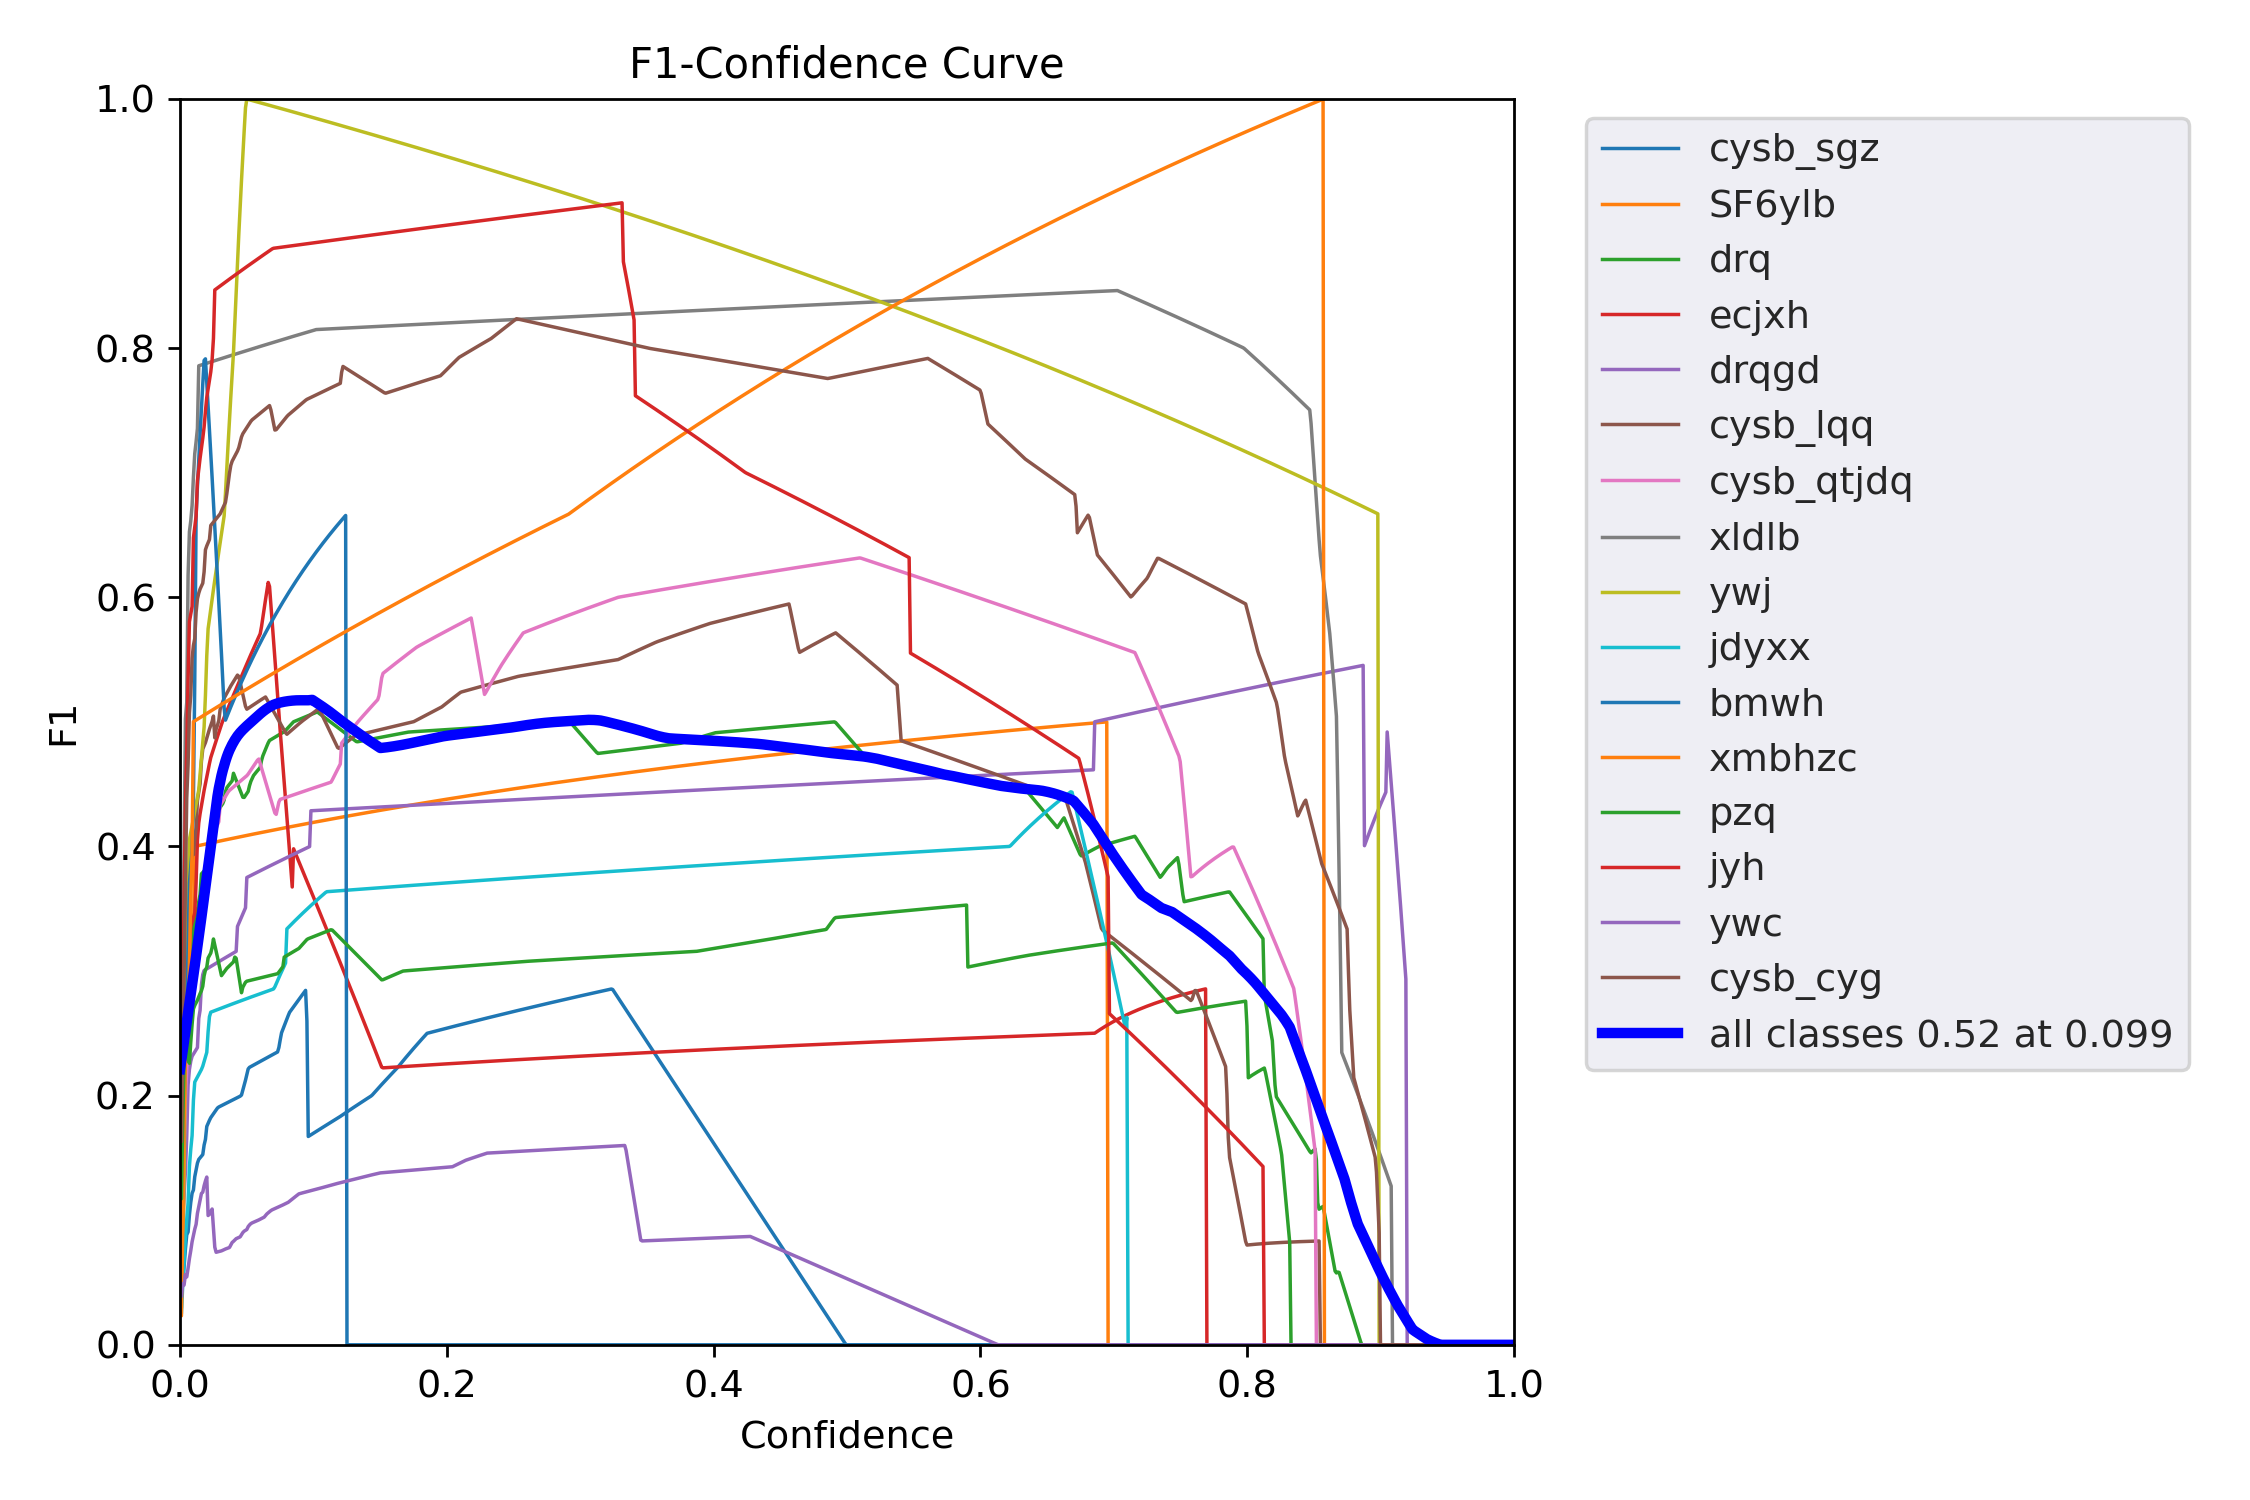 F1-Confidence Curve
1.0
0.8
0.6
0.4
0.2
0.0
F1
0.0 0.2 0.4 0.6 0.8 1.0
Confidence
cysb_sgz
SF6ylb
drq
ecjxh
drqgd
cysb_lqq
cysb_qtjdq
xldlb
ywj
jdyxx
bmwh
xmbhzc
pzq
jyh
ywc
cysb_cyg
all classes 0.52 at 0.099